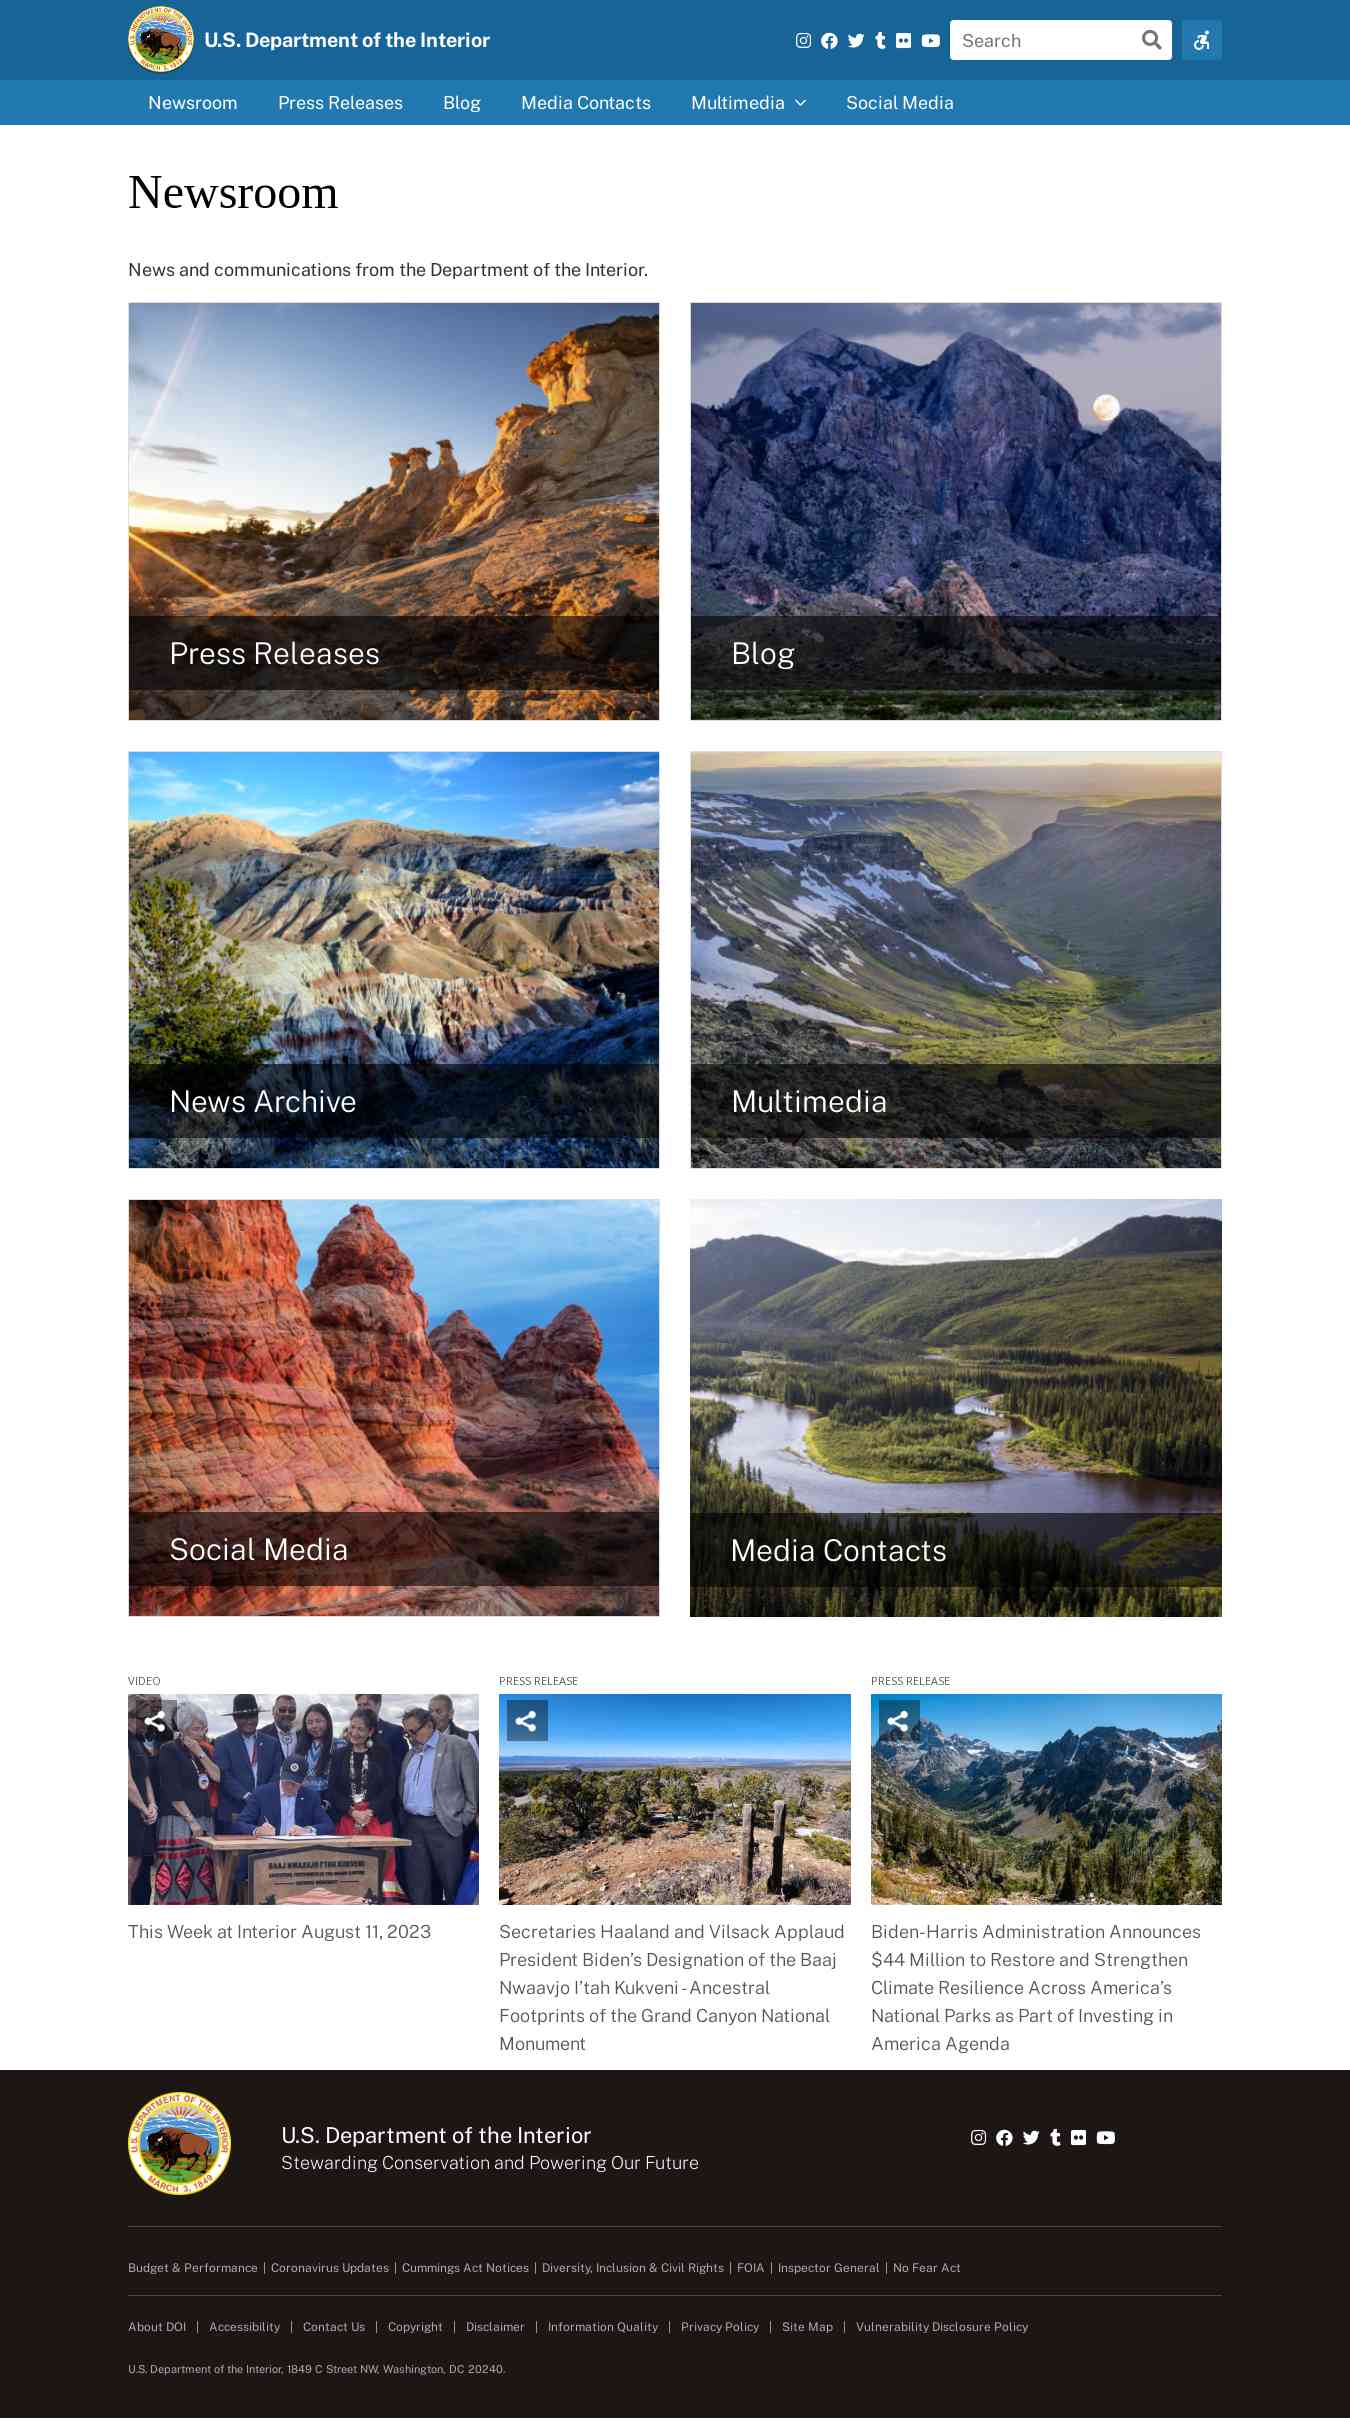 U.S. Department of the Interior
Search
Newsroom
Press Releases
Blog
Media Contacts
Multimedia
Social Media
Newsroom
News and communications from the Department of the Interior.
Press Releases
Blog
News Archive
Multimedia
Social Media
Media Contacts
VIDEO
This Week at Interior August 11, 2023
PRESS RELEASE
Secretaries Haaland and Vilsack Applaud
President Biden’s Designation of the Baaj
Nwaavjo I’tah Kukveni - Ancestral
Footprints of the Grand Canyon National
Monument
PRESS RELEASE
Biden-Harris Administration Announces
$44 Million to Restore and Strengthen
Climate Resilience Across America’s
National Parks as Part of Investing in
America Agenda
U.S. DEPARTMENT OF THE INTERIOR
MARCH 3, 1849
U.S. Department of the Interior
Stewarding Conservation and Powering Our Future
Budget & Performance | Coronavirus Updates | Cummings Act Notices | Diversity, Inclusion & Civil Rights | FOIA | Inspector General | No Fear Act
About DOI | Accessibility | Contact Us | Copyright | Disclaimer | Information Quality | Privacy Policy | Site Map | Vulnerability Disclosure Policy
U.S. Department of the Interior, 1849 C Street NW, Washington, DC 20240.